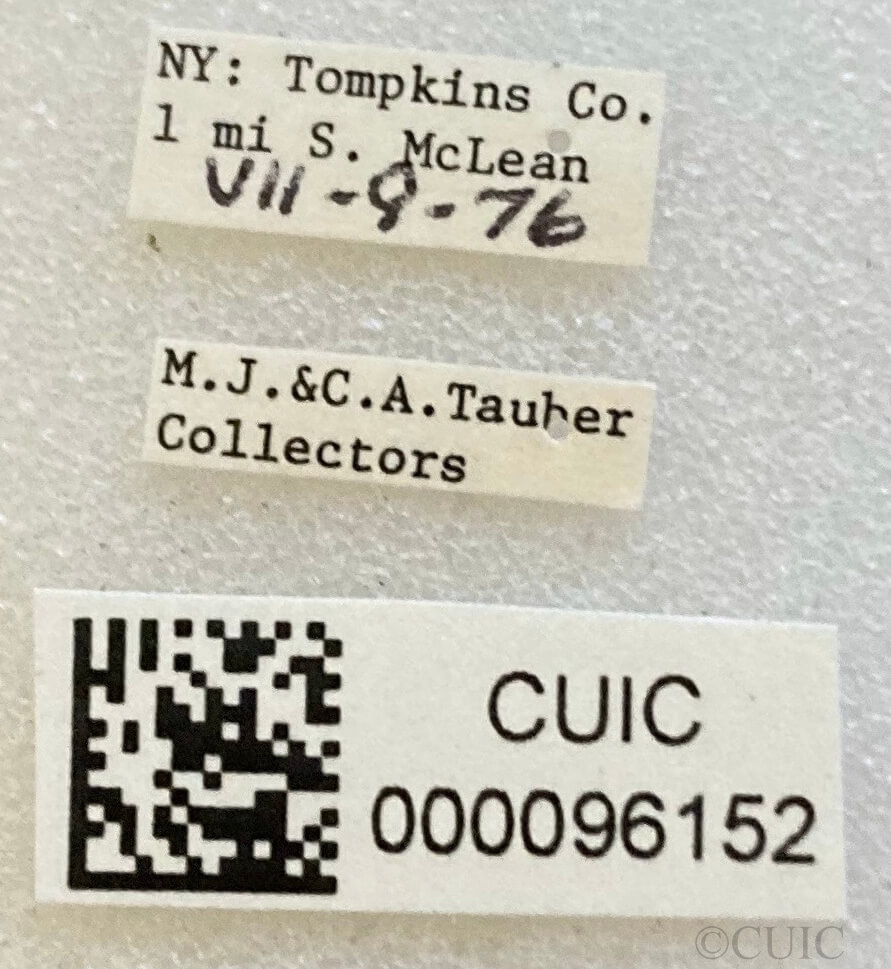 NY: Tompkins Co.
1 mi S. McLean
VII-9-76
M.J.&C.A.Tauber
Collectors
CUIC
000096152
©CUIC